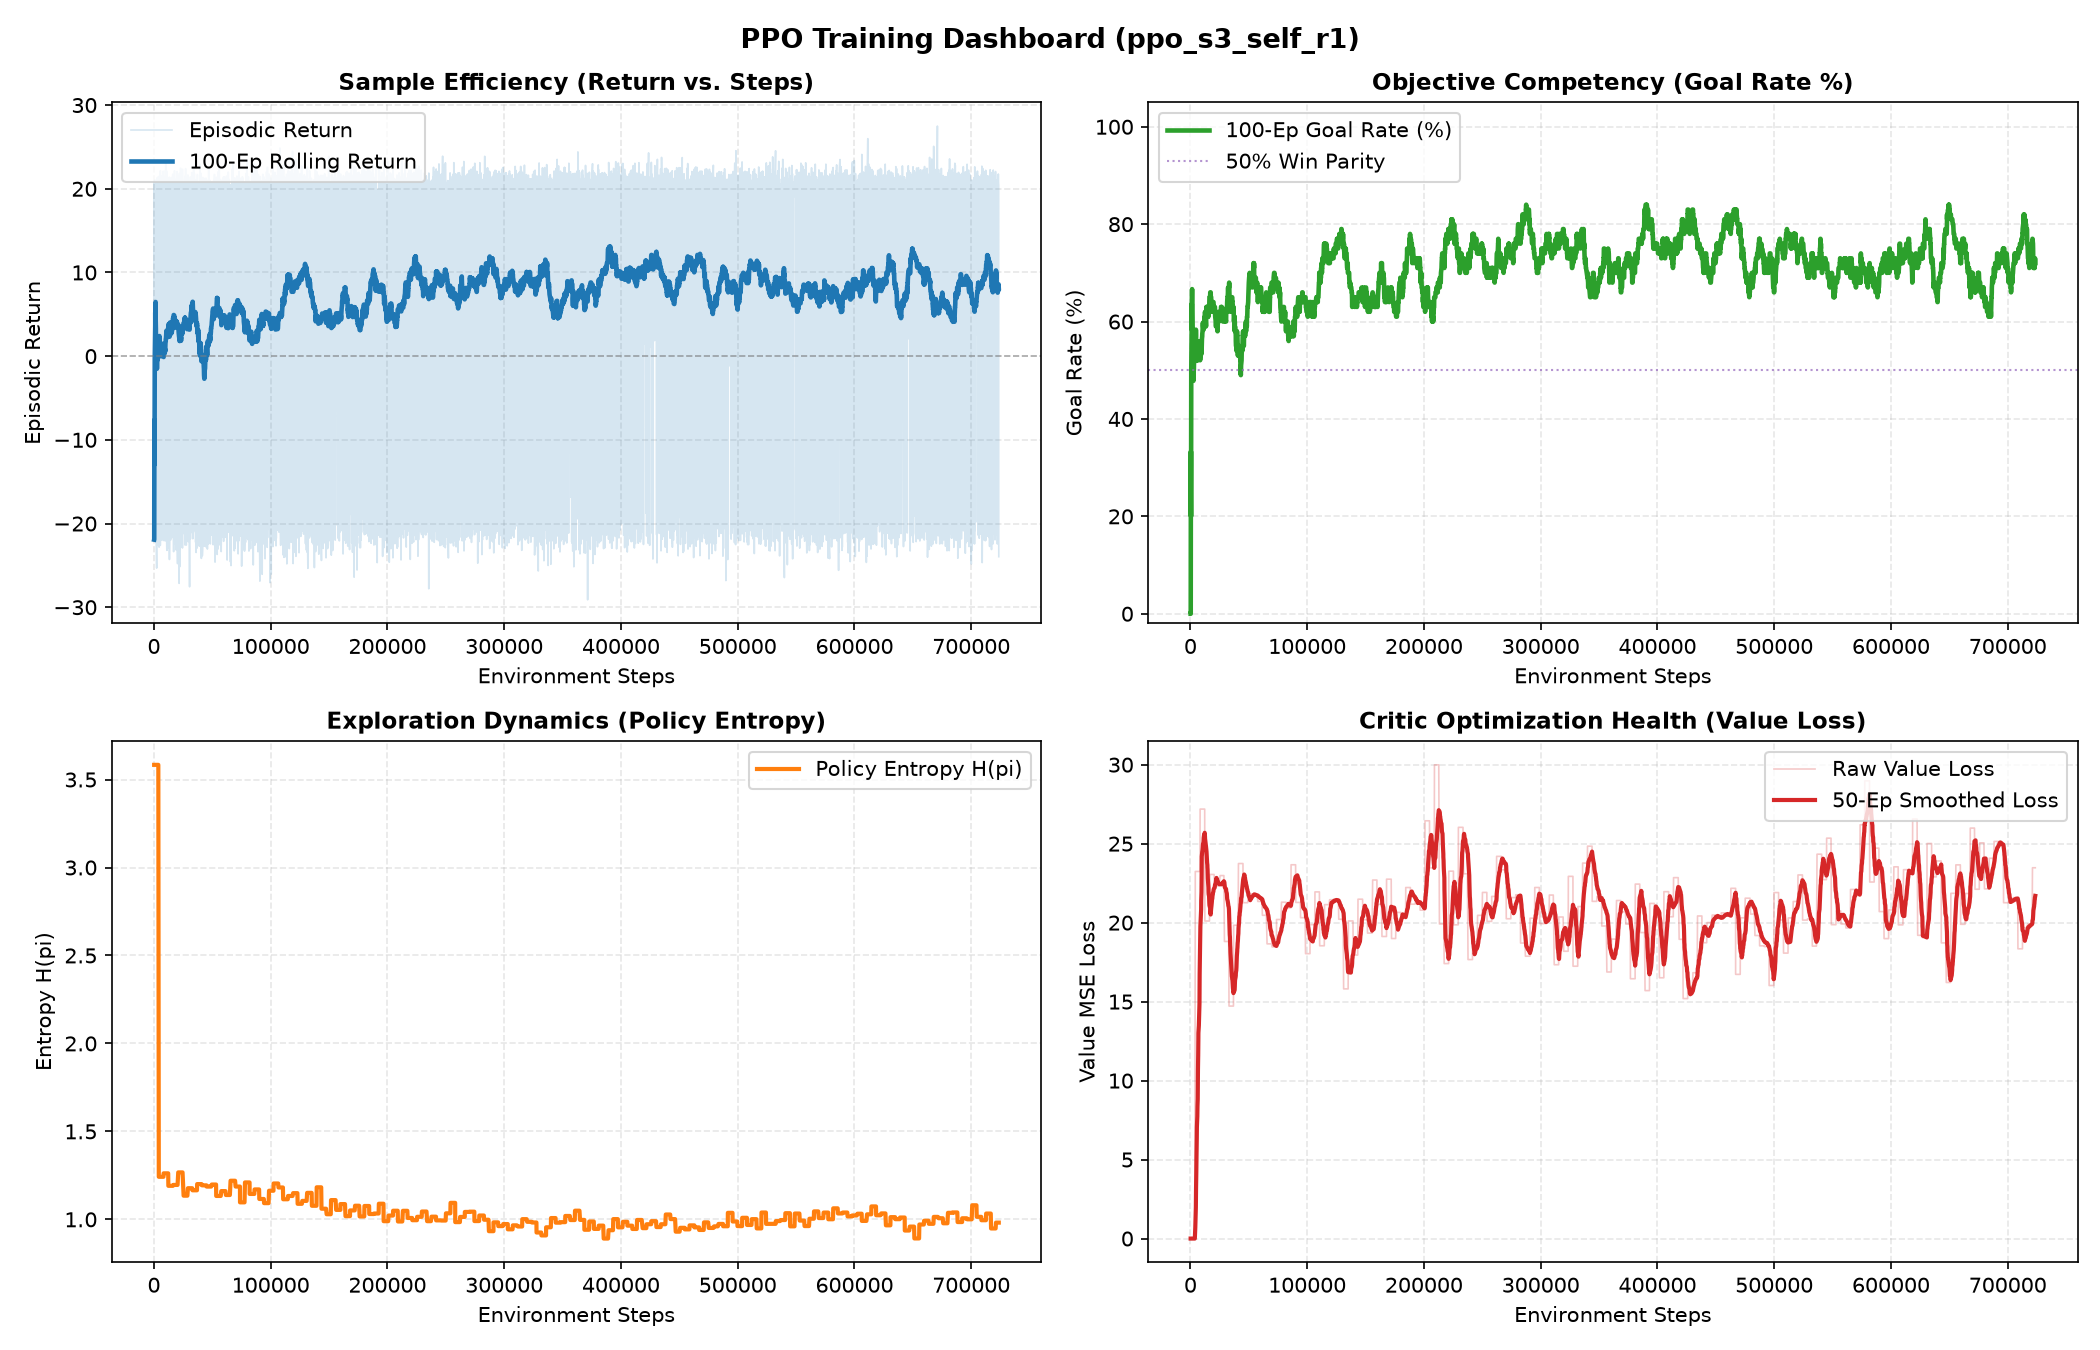 PPO Training Dashboard (ppo_s3_self_r1)
Sample Efficiency (Return vs. Steps)
30
20
10
0
−10
−20
−30
Episodic Return
Episodic Return
100-Ep Rolling Return
0 100000 200000 300000 400000 500000 600000 700000
Environment Steps
Objective Competency (Goal Rate %)
100
80
60
40
20
0
Goal Rate (%)
100-Ep Goal Rate (%)
50% Win Parity
0 100000 200000 300000 400000 500000 600000 700000
Environment Steps
Exploration Dynamics (Policy Entropy)
3.5
3.0
2.5
2.0
1.5
1.0
Entropy H(pi)
Policy Entropy H(pi)
0 100000 200000 300000 400000 500000 600000 700000
Environment Steps
Critic Optimization Health (Value Loss)
30
25
20
15
10
5
0
Value MSE Loss
Raw Value Loss
50-Ep Smoothed Loss
0 100000 200000 300000 400000 500000 600000 700000
Environment Steps